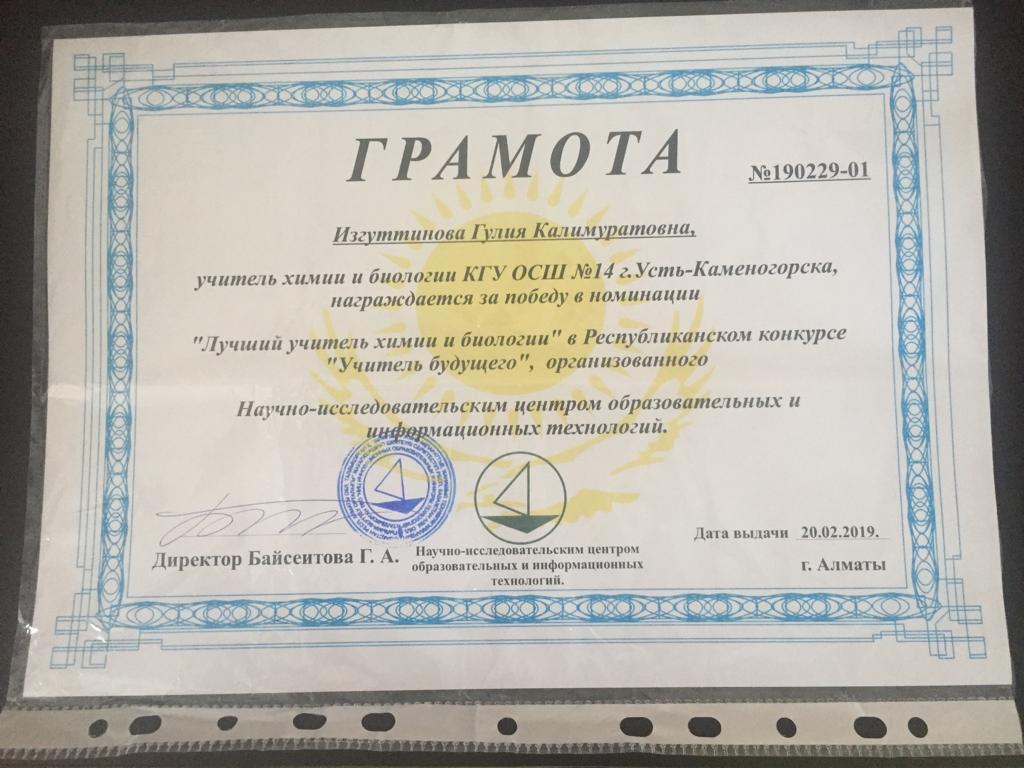 ГРАМОТА
№190229-01
Изгуттинова Гулия Калимуратовна,
учитель химии и биологии КГУ ОСШ №14 г.Усть-Каменогорска,
награждается за победу в номинации
"Лучший учитель химии и биологии" в Республиканском конкурсе
"Учитель будущего", организованного
Научно-исследовательским центром образовательных и
информационных технологий.
Директор Байсеитова Г. А.
Научно-исследовательским центром
образовательных и информационных
технологий.
Дата выдачи 20.02.2019.
г. Алматы